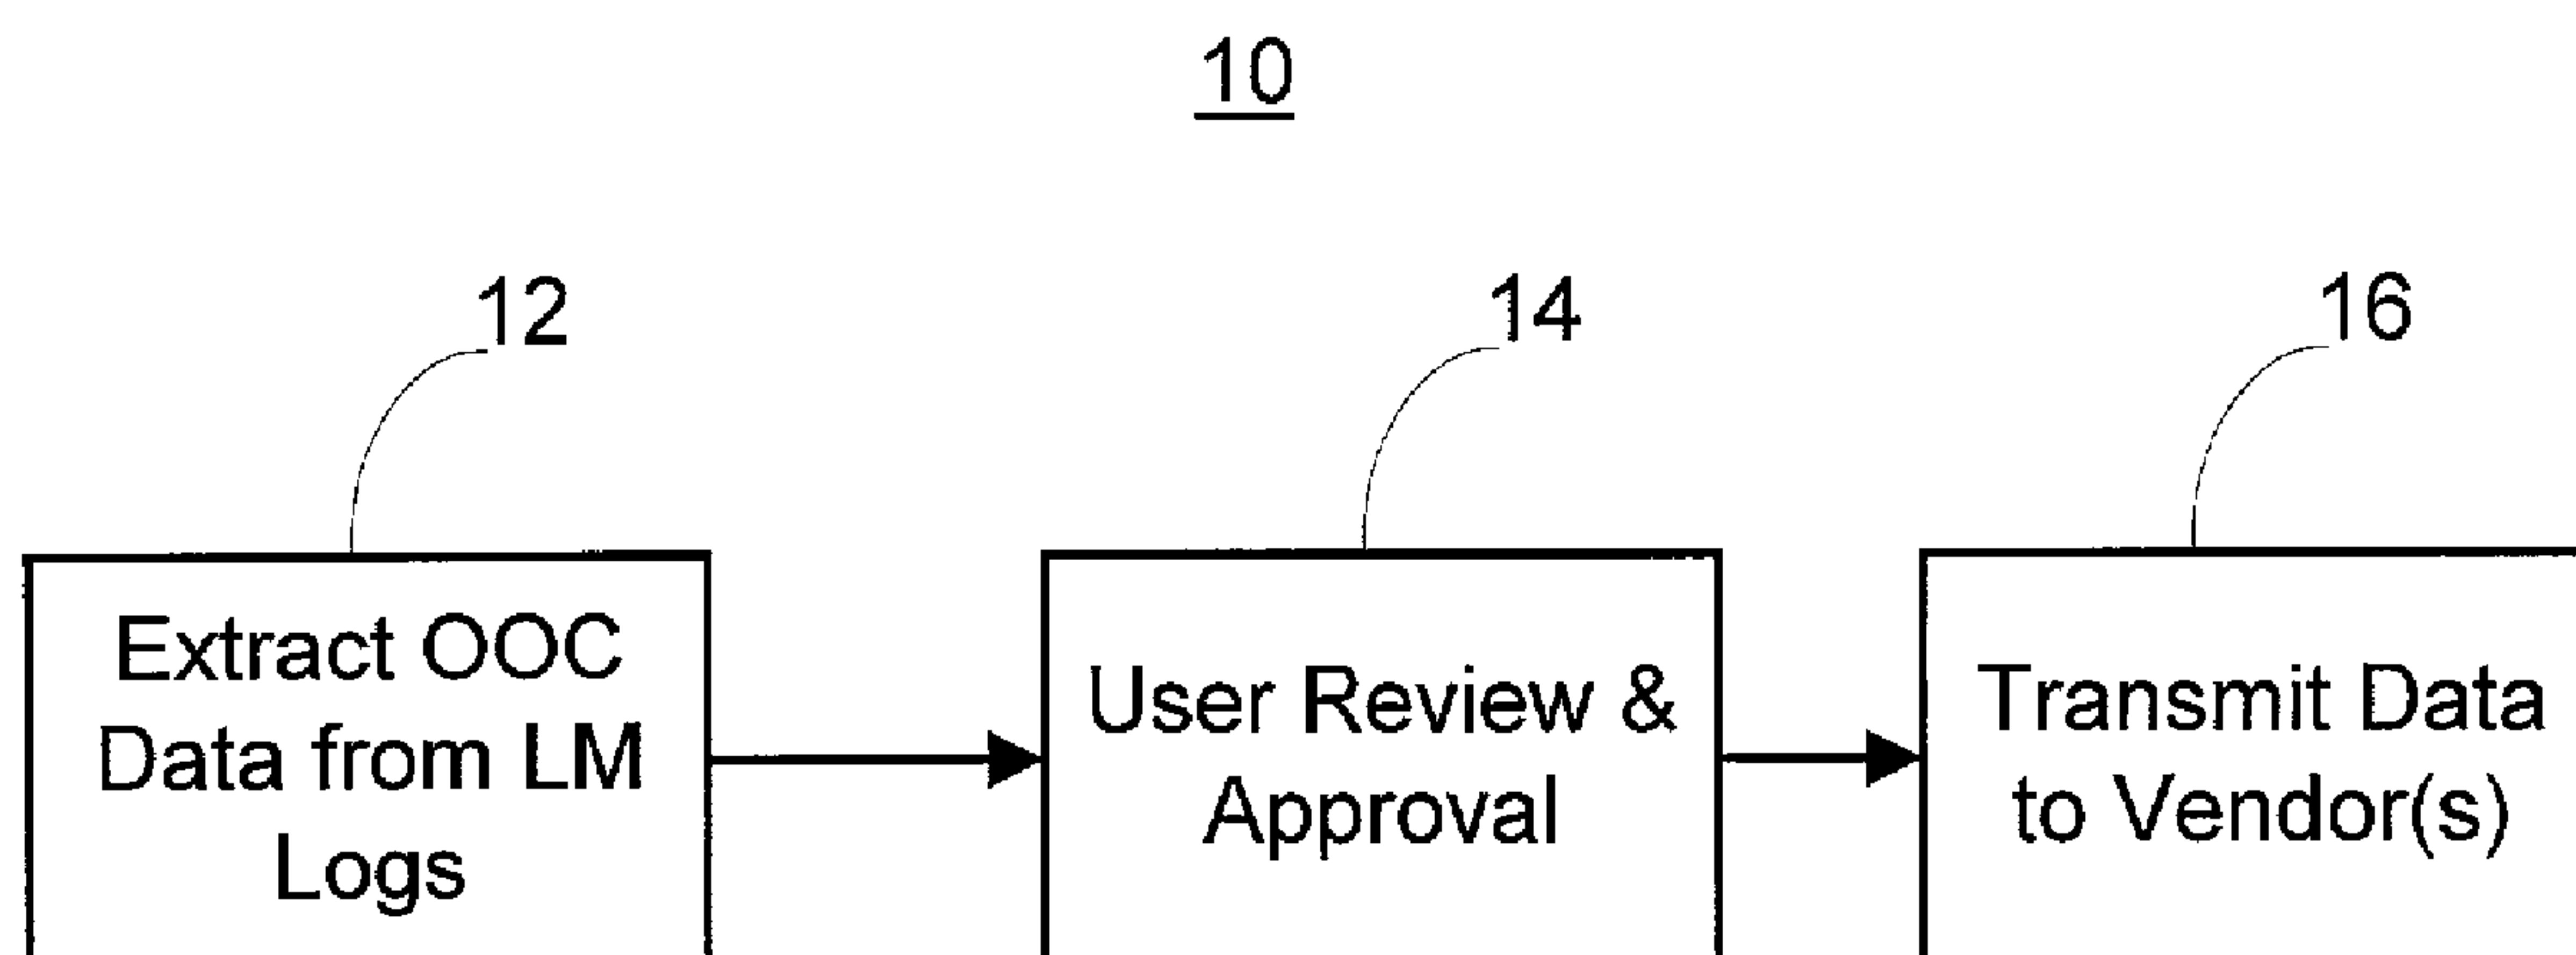 10
12
14
16
Extract OOC
Data from LM
Logs
User Review &
Approval
Transmit Data
to Vendor(s)